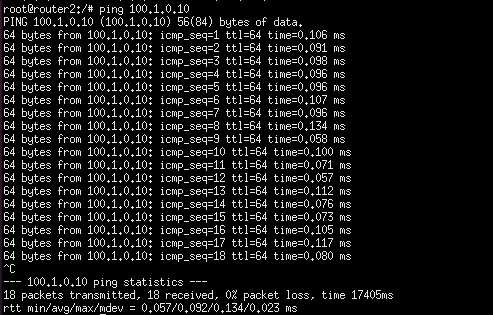 root@router2:/# ping 100.1.0.10
PING 100.1.0.10 (100.1.0.10) 56(84) bytes of data.
64 bytes from 100.1.0.10: icmp_seq=1 ttl=64 time=0.106 ms
64 bytes from 100.1.0.10: icmp_seq=2 ttl=64 time=0.091 ms
64 bytes from 100.1.0.10: icmp_seq=3 ttl=64 time=0.098 ms
64 bytes from 100.1.0.10: icmp_seq=4 ttl=64 time=0.096 ms
64 bytes from 100.1.0.10: icmp_seq=5 ttl=64 time=0.096 ms
64 bytes from 100.1.0.10: icmp_seq=6 ttl=64 time=0.107 ms
64 bytes from 100.1.0.10: icmp_seq=7 ttl=64 time=0.096 ms
64 bytes from 100.1.0.10: icmp_seq=8 ttl=64 time=0.134 ms
64 bytes from 100.1.0.10: icmp_seq=9 ttl=64 time=0.058 ms
64 bytes from 100.1.0.10: icmp_seq=10 ttl=64 time=0.100 ms
64 bytes from 100.1.0.10: icmp_seq=11 ttl=64 time=0.071 ms
64 bytes from 100.1.0.10: icmp_seq=12 ttl=64 time=0.057 ms
64 bytes from 100.1.0.10: icmp_seq=13 ttl=64 time=0.112 ms
64 bytes from 100.1.0.10: icmp_seq=14 ttl=64 time=0.076 ms
64 bytes from 100.1.0.10: icmp_seq=15 ttl=64 time=0.073 ms
64 bytes from 100.1.0.10: icmp_seq=16 ttl=64 time=0.105 ms
64 bytes from 100.1.0.10: icmp_seq=17 ttl=64 time=0.117 ms
64 bytes from 100.1.0.10: icmp_seq=18 ttl=64 time=0.080 ms
^C
--- 100.1.0.10 ping statistics ---
18 packets transmitted, 18 received, 0% packet loss, time 17405ms
rtt min/avg/max/mdev = 0.057/0.092/0.134/0.023 ms